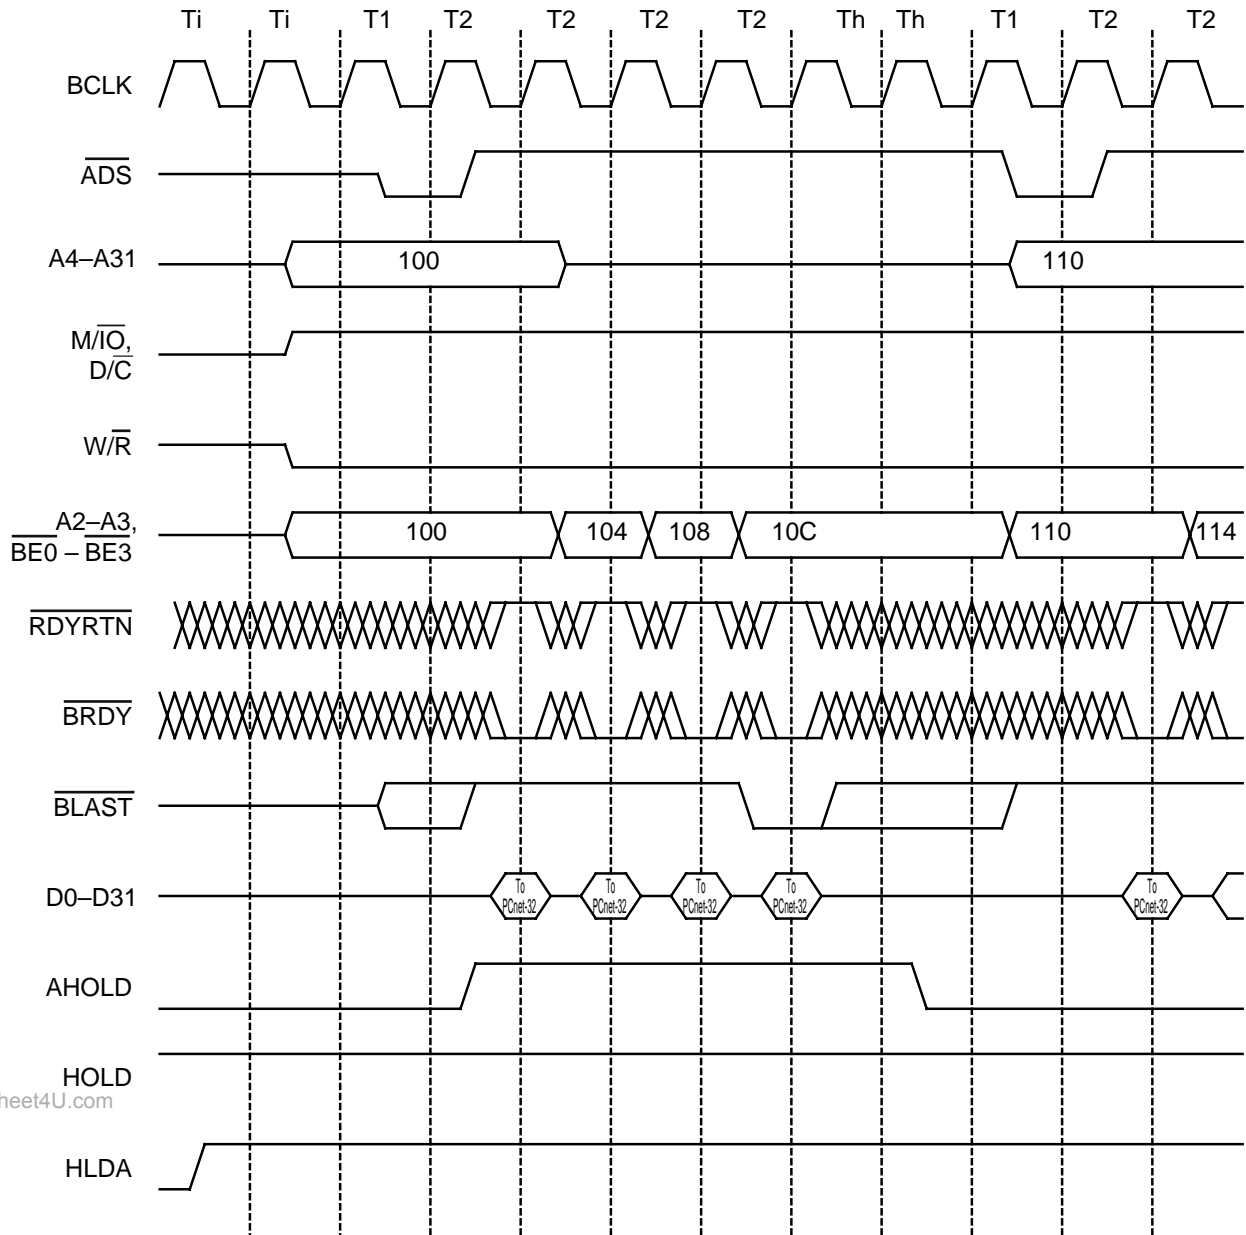 Ti Ti T1 T2 T2 T2 T2 Th Th T1 T2 T2
BCLK
ADS
A4–A31 100 110
M/IO,
D/C
W/R
A2–A3,
BE0 – BE3 100 104 108 10C 110 114
RDYRTN
BRDY
BLAST
D0–D31
To PCnet-32
To PCnet-32
To PCnet-32
To PCnet-32
To PCnet-32
AHOLD
HOLD
heet4U.com
HLDA